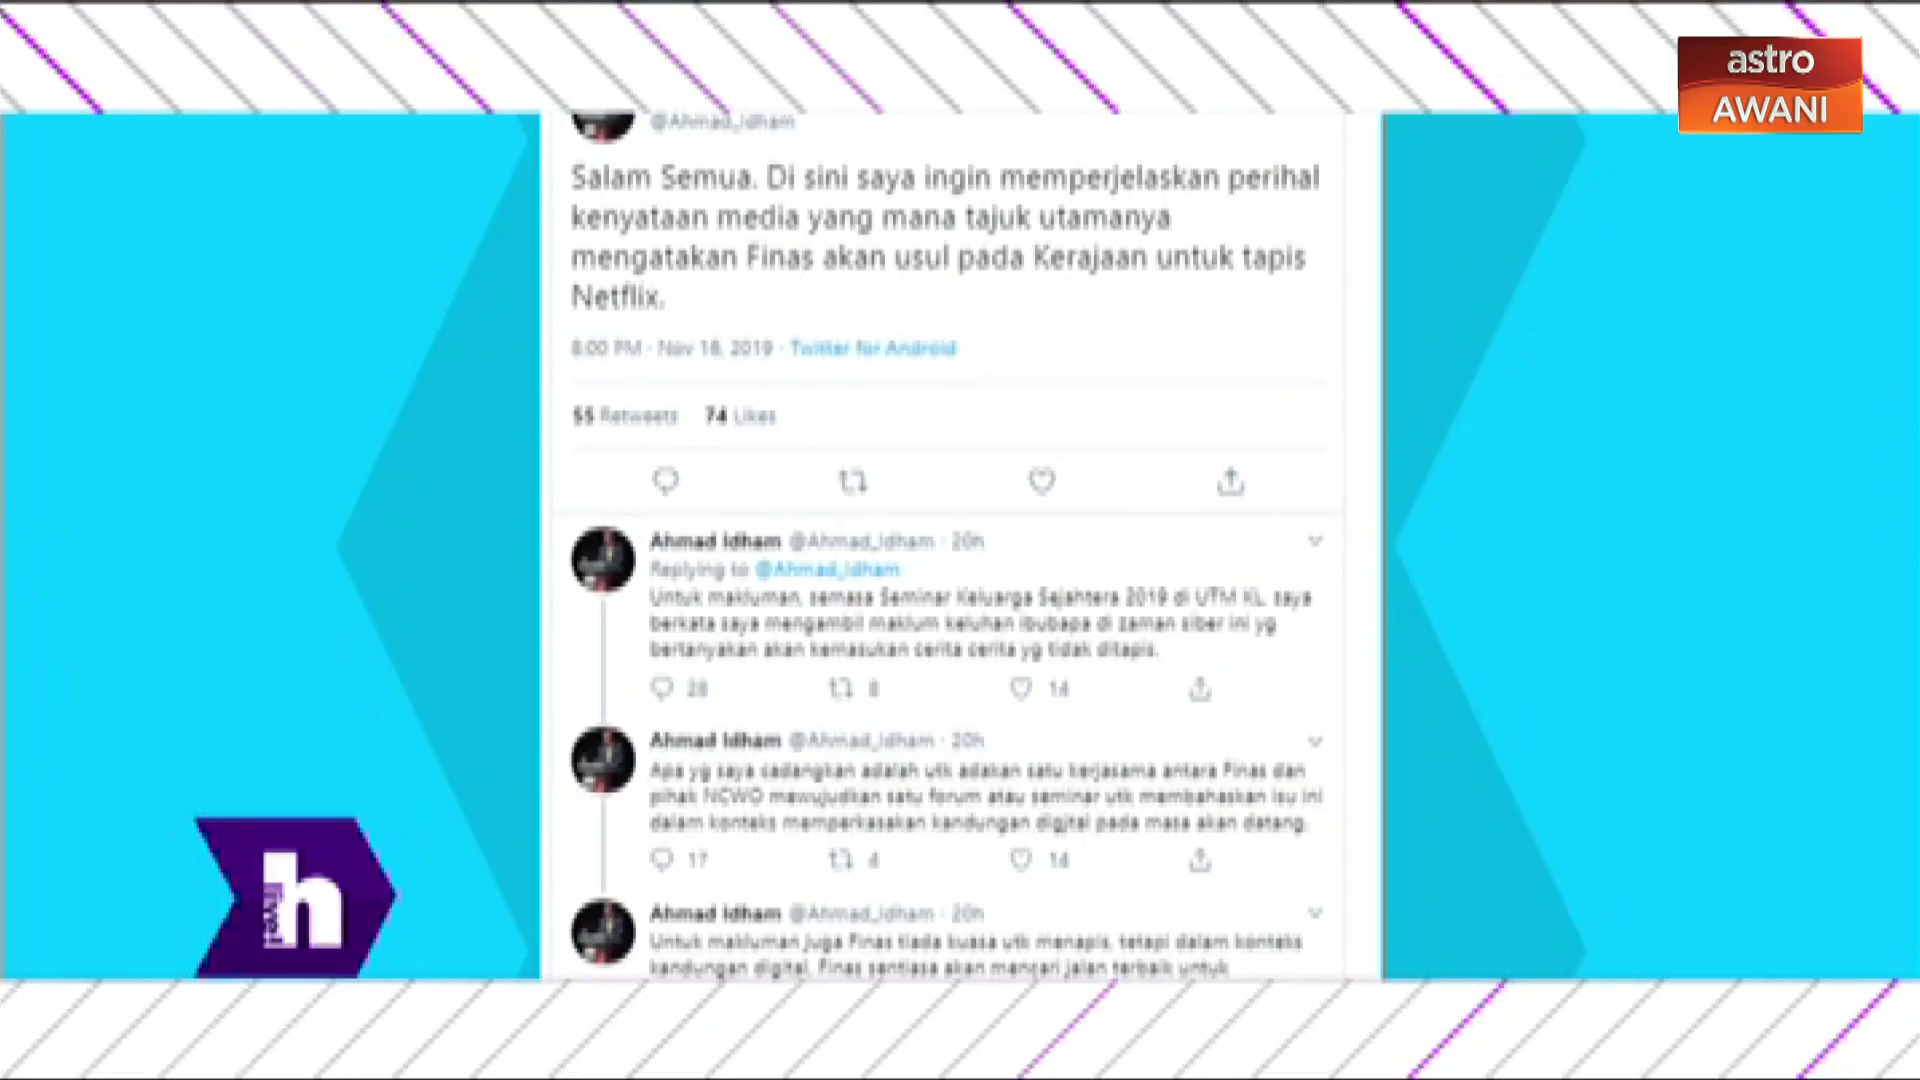 astro
AWANI
@Ahmad_Idham
Salam Semua. Di sini saya ingin memperjelaskan perihal
kenyataan media yang mana tajuk utamanya
mengatakan Finas akan usul pada Kerajaan untuk tapis
Netflix.
8:00 PM · Nov 18, 2019 · Twitter for Android
55 Retweets 74 Likes
Ahmad Idham @Ahmad_Idham · 20h
Replying to @Ahmad_Idham
Untuk makluman, semasa Seminar Keluarga Sejahtera 2019 di UTM KL, saya
berkata saya mengambil maklum keluhan ibubapa di zaman siber ini yg
bertanyakan akan kemasukan cerita cerita yg tidak ditapis.
28 8 14
Ahmad Idham @Ahmad_Idham · 20h
Apa yg saya cadangkan adalah utk adakan satu kerjasama antara Finas dan
pihak NCWO mewujudkan satu forum atau seminar utk membahaskan isu ini
dalam konteks memperkasakan kandungan digital pada masa akan datang.
17 4 14
Ahmad Idham @Ahmad_Idham · 20h
Untuk makluman juga Finas tiada kuasa utk menapis, tetapi dalam konteks
kandungan digital, Finas sentiasa akan mencari jalan terbaik untuk
h
live!